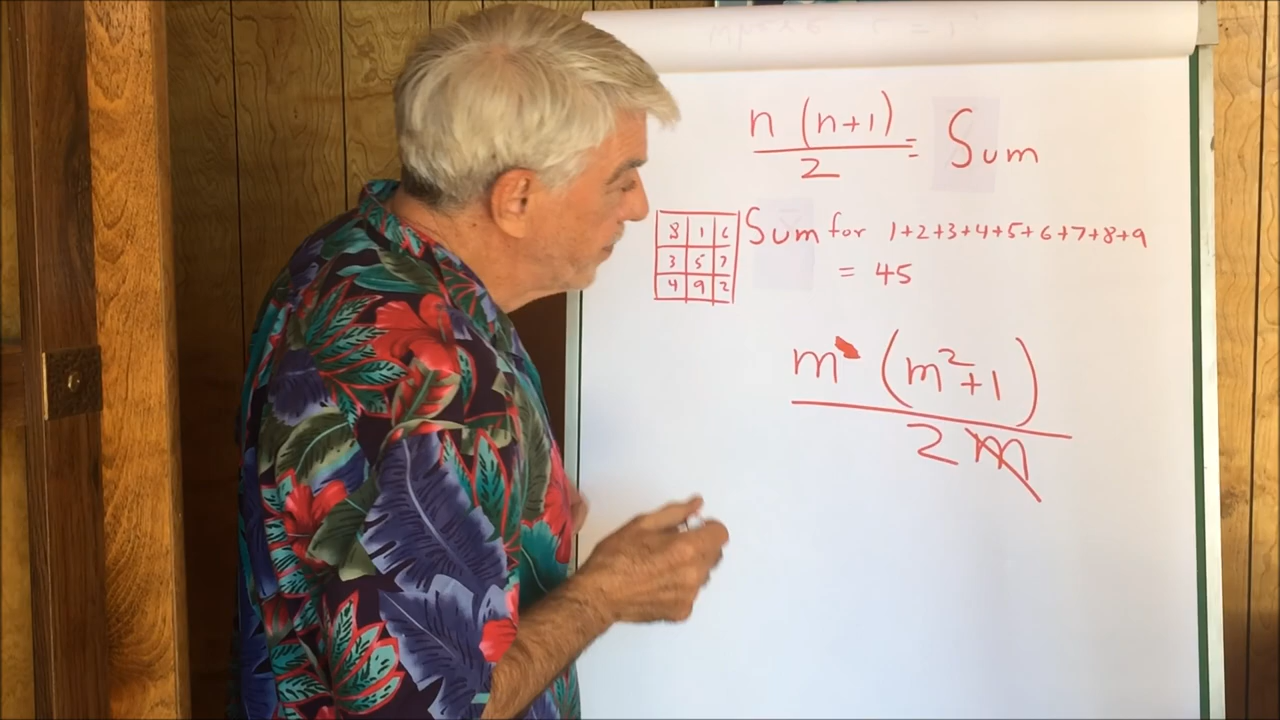 n (n+1)
2
= Sum
8 1 6
3 5 7
4 9 2
Sum for 1+2+3+4+5+6+7+8+9
= 45
m (m²+1)
2m